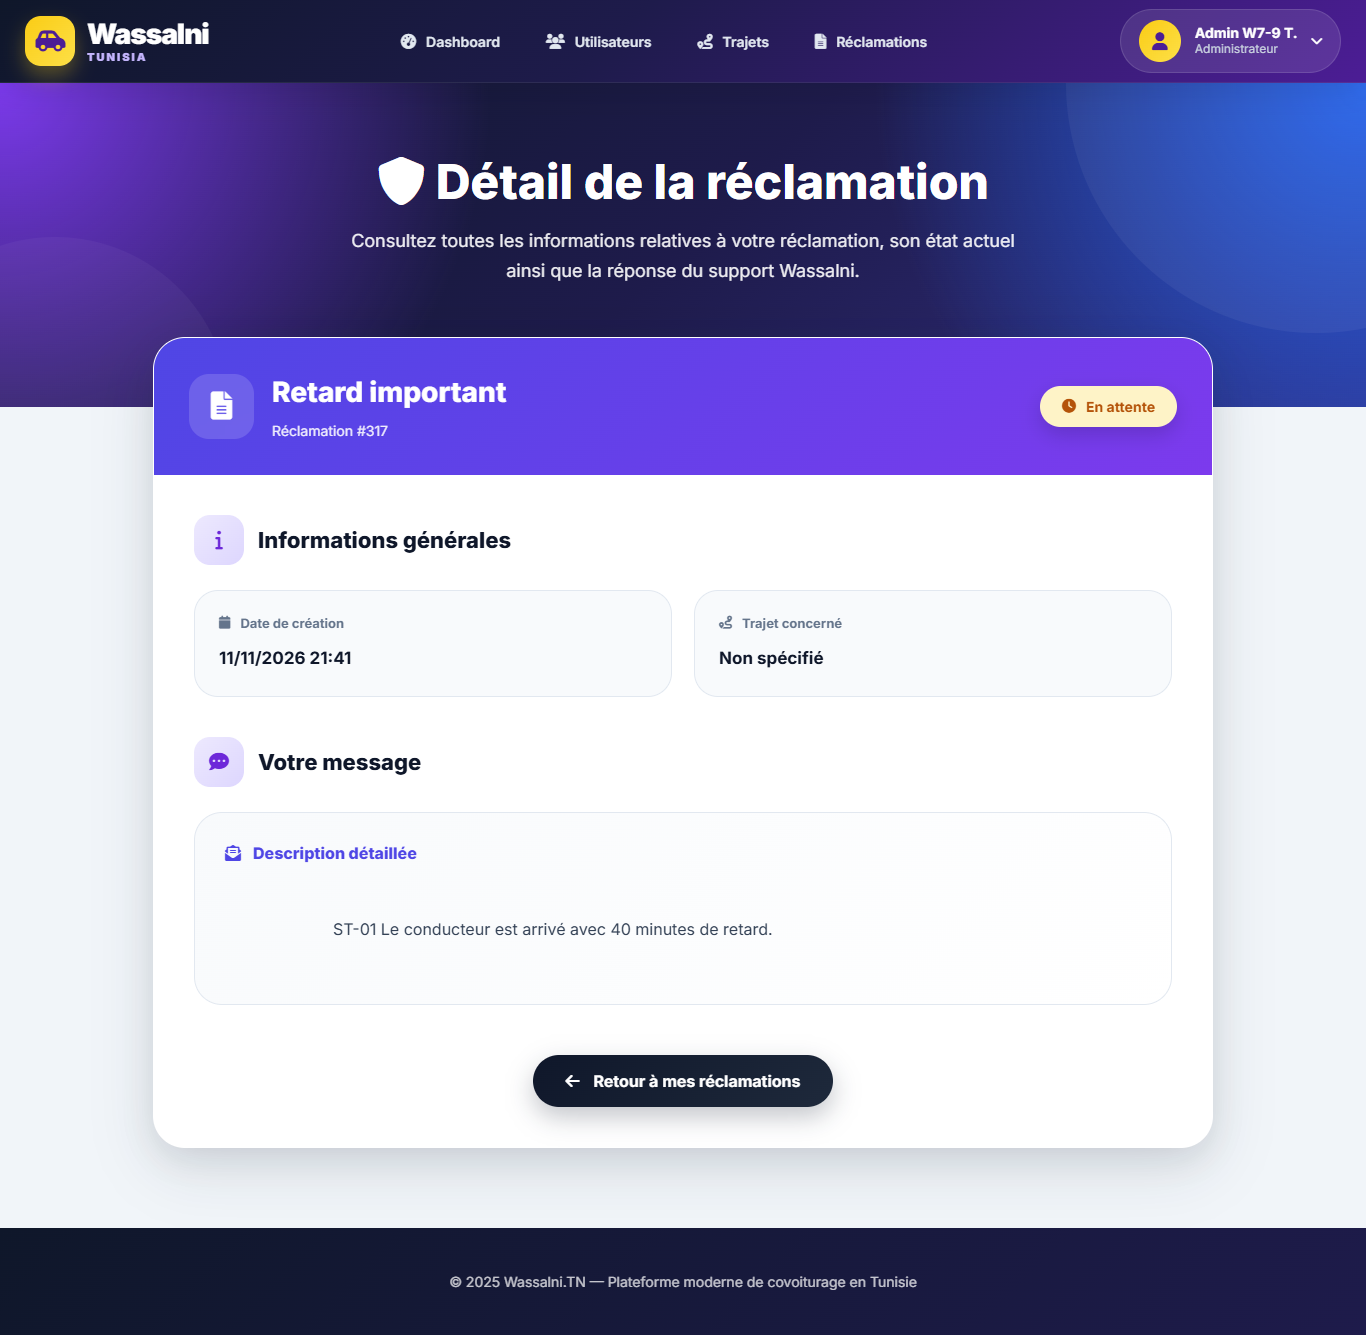 Wassalni
TUNISIA
Dashboard
Utilisateurs
Trajets
Réclamations
Admin W7-9 T.
Administrateur
Détail de la réclamation
Consultez toutes les informations relatives à votre réclamation, son état actuel
ainsi que la réponse du support Wassalni.
Retard important
Réclamation #317
En attente
Informations générales
Date de création
11/11/2026 21:41
Trajet concerné
Non spécifié
Votre message
Description détaillée
ST-01 Le conducteur est arrivé avec 40 minutes de retard.
Retour à mes réclamations
© 2025 Wassalni.TN — Plateforme moderne de covoiturage en Tunisie